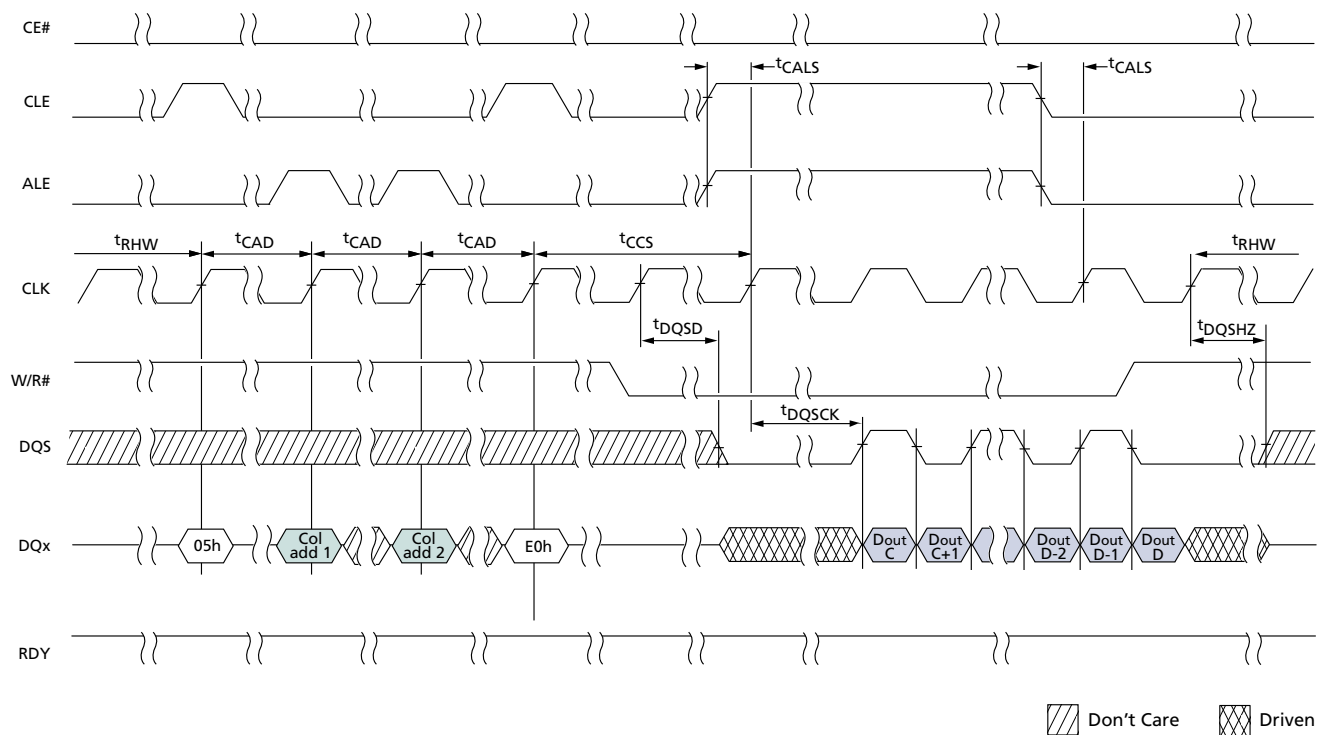 CE#
tCALS
tCALS
CLE
ALE
tRHW
tCAD
tCAD
tCAD
tCCS
tRHW
CLK
tDQSD
tDQSHZ
W/R#
tDQSCK
DQS
DQx
05h
Col
add 1
Col
add 2
E0h
Dout
C
Dout
C+1
Dout
D-2
Dout
D-1
Dout
D
RDY
Don't Care
Driven